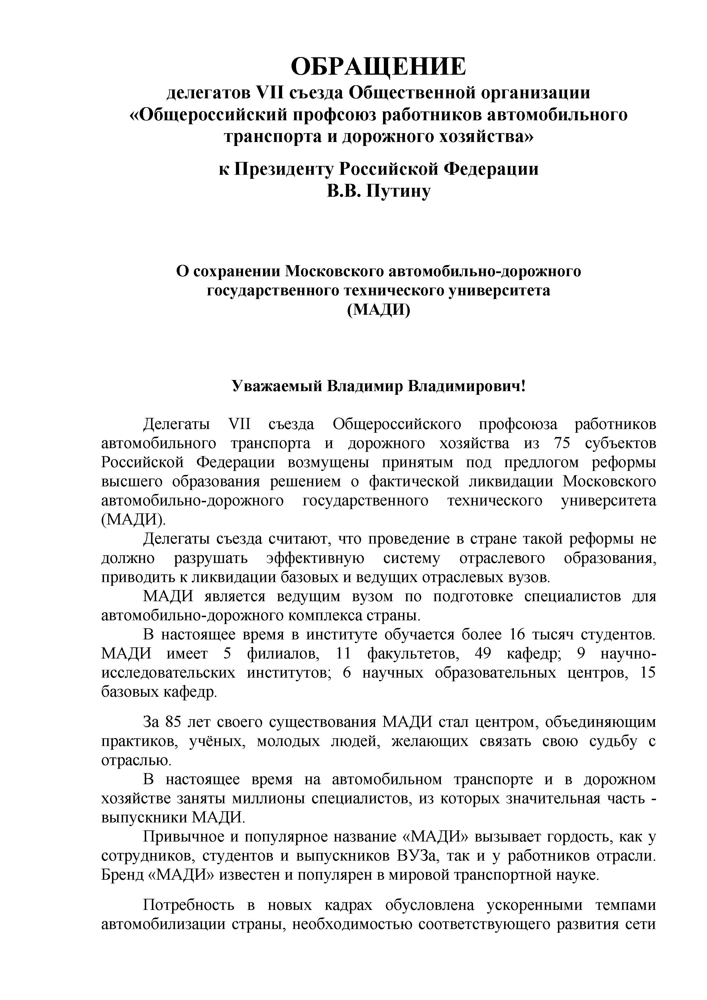 ОБРАЩЕНИЕ
делегатов VII съезда Общественной организации
«Общероссийский профсоюз работников автомобильного
транспорта и дорожного хозяйства»
к Президенту Российской Федерации
В.В. Путину
О сохранении Московского автомобильно-дорожного
государственного технического университета
(МАДИ)
Уважаемый Владимир Владимирович!
Делегаты VII съезда Общероссийского профсоюза работников
автомобильного транспорта и дорожного хозяйства из 75 субъектов
Российской Федерации возмущены принятым под предлогом реформы
высшего образования решением о фактической ликвидации Московского
автомобильно-дорожного государственного технического университета
(МАДИ).
Делегаты съезда считают, что проведение в стране такой реформы не
должно разрушать эффективную систему отраслевого образования,
приводить к ликвидации базовых и ведущих отраслевых вузов.
МАДИ является ведущим вузом по подготовке специалистов для
автомобильно-дорожного комплекса страны.
В настоящее время в институте обучается более 16 тысяч студентов.
МАДИ имеет 5 филиалов, 11 факультетов, 49 кафедр; 9 научно-
исследовательских институтов; 6 научных образовательных центров, 15
базовых кафедр.
За 85 лет своего существования МАДИ стал центром, объединяющим
практиков, учёных, молодых людей, желающих связать свою судьбу с
отраслью.
В настоящее время на автомобильном транспорте и в дорожном
хозяйстве заняты миллионы специалистов, из которых значительная часть -
выпускники МАДИ.
Привычное и популярное название «МАДИ» вызывает гордость, как у
сотрудников, студентов и выпускников ВУЗа, так и у работников отрасли.
Бренд «МАДИ» известен и популярен в мировой транспортной науке.
Потребность в новых кадрах обусловлена ускоренными темпами
автомобилизации страны, необходимостью соответствующего развития сети